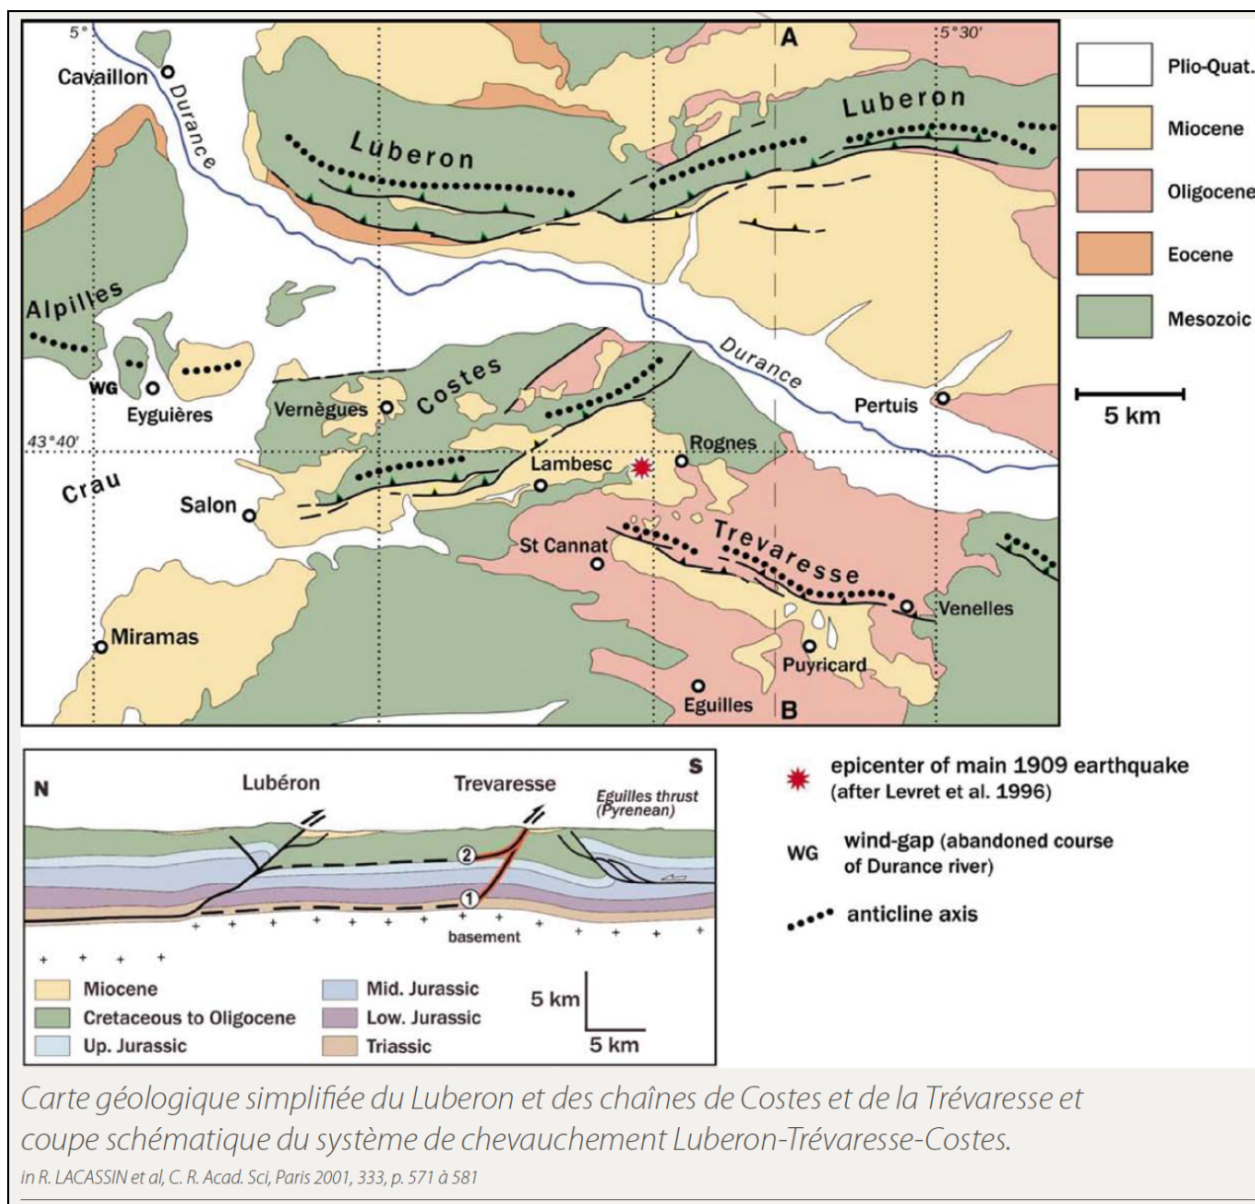 5°
A
5°30'
Cavaillon
Durance
Luberon
Luberon
Alpilles
WG
Eyguières
Costes
Vernègues
Durance
Pertuis
43°40'
Crau
Rognes
Lambesc
Salon
St Cannat
Trevaresse
Venelles
Miramas
Puyricard
Eguilles
B
Plio-Quat.
Miocene
Oligocene
Eocene
Mesozoic
5 km
N
Lubéron
Trevaresse
S
Eguilles thrust
(Pyrenean)
2
1
basement
Miocene
Cretaceous to Oligocene
Up. Jurassic
Mid. Jurassic
Low. Jurassic
Triassic
5 km
5 km
epicenter of main 1909 earthquake
(after Levret et al. 1996)
WG
wind-gap (abandoned course
of Durance river)
anticline axis
Carte géologique simplifiée du Luberon et des chaînes de Costes et de la Trévaresse et
coupe schématique du système de chevauchement Luberon-Trévaresse-Costes.
in R. LACASSIN et al, C. R. Acad. Sci, Paris 2001, 333, p. 571 à 581